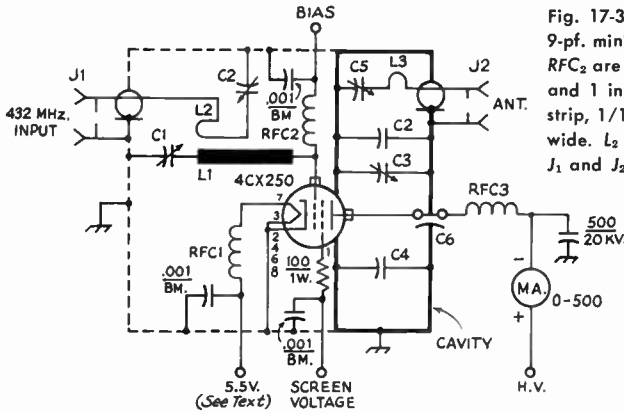 BIAS
Fig. 17-3
9-pf. mini
RFC2 are
and 1 in
strip, 1/1
wide. L2
J1 and J2
J1
432 MHz.
INPUT
C1
L2
C2
.001
BM
RFC2
L1
C5
L3
J2
ANT.
C2
C3
4CX250
7
3
2
4
6
8
1
RFC1
100
1W.
C4
C6
RFC3
500
20KV.
-
MA.
0-500
+
.001
BM.
.001
BM.
CAVITY
5.5V.
(See Text)
SCREEN
VOLTAGE
H.V.